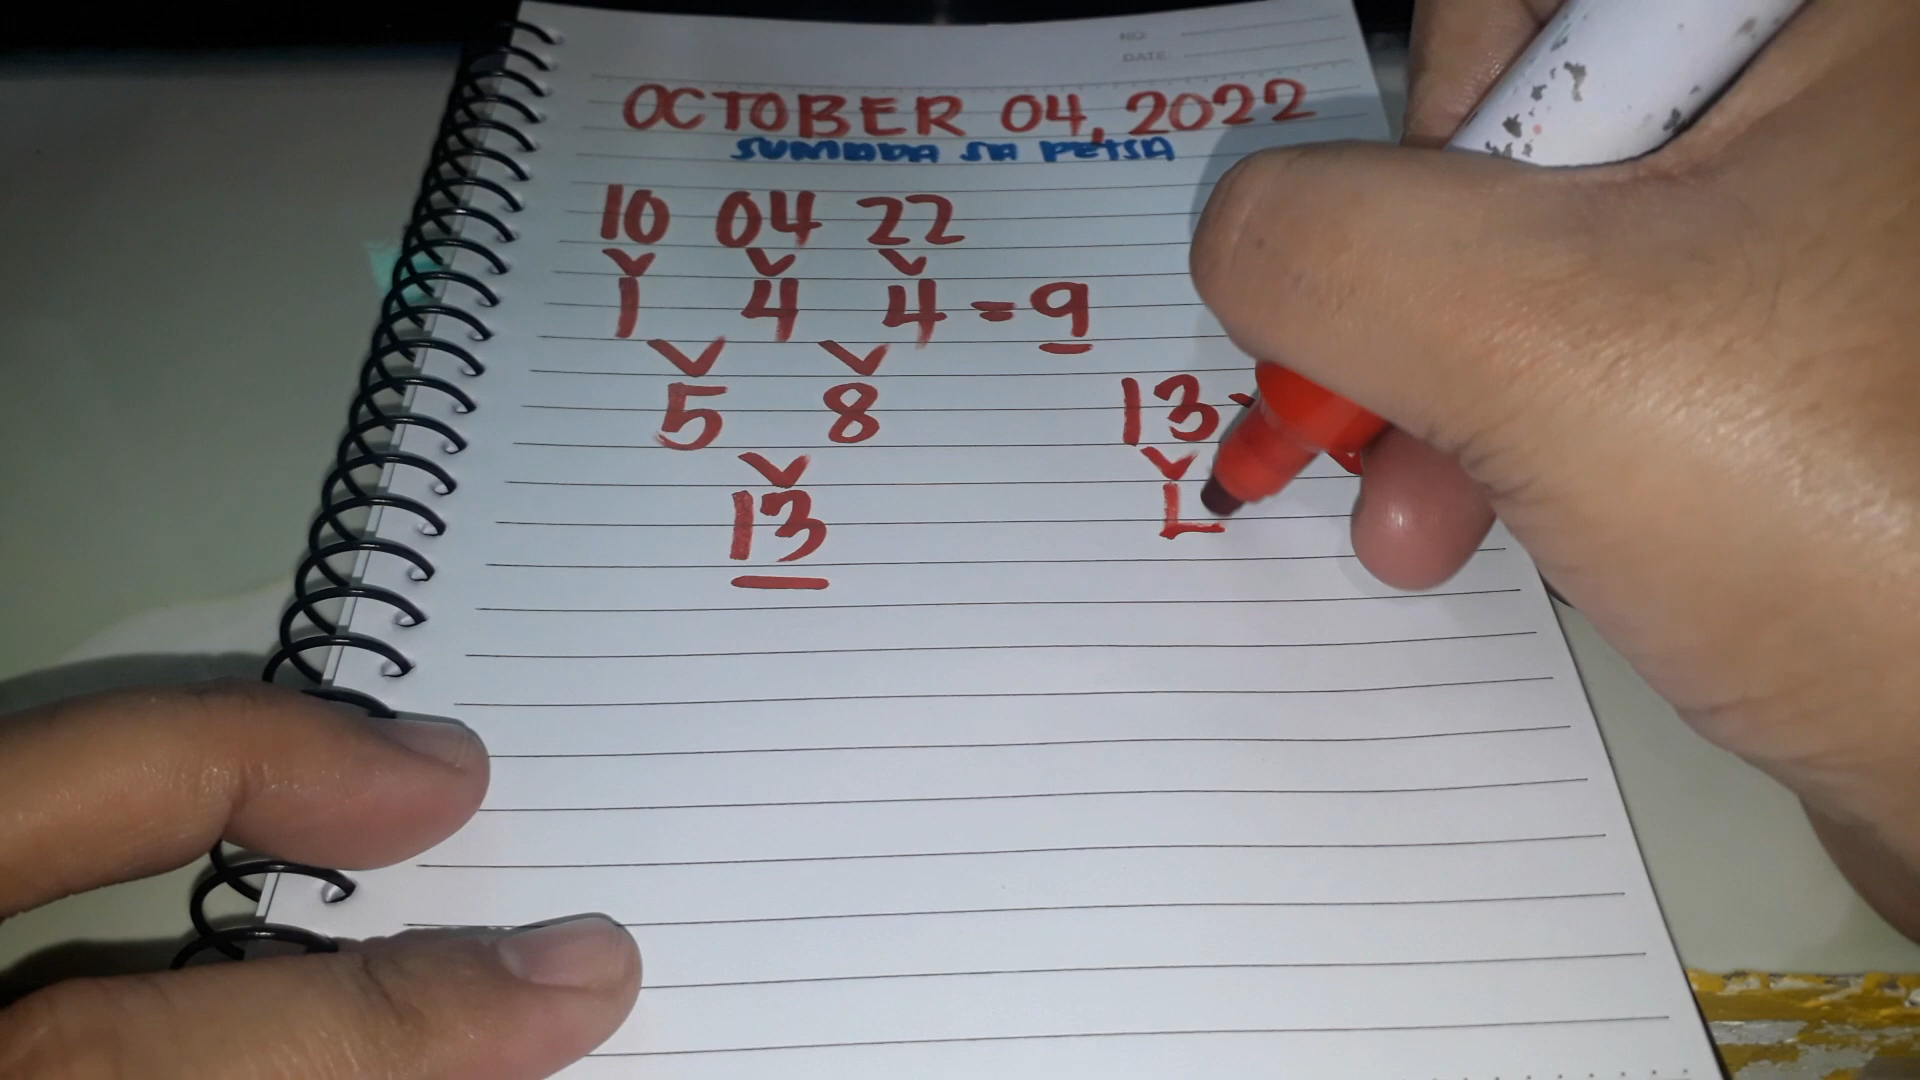 NO:
DATE:
OCTOBER 04, 2022
SUMADA SA PETSA
10 04 22
1 4 4 = 9
5 8
13
13-